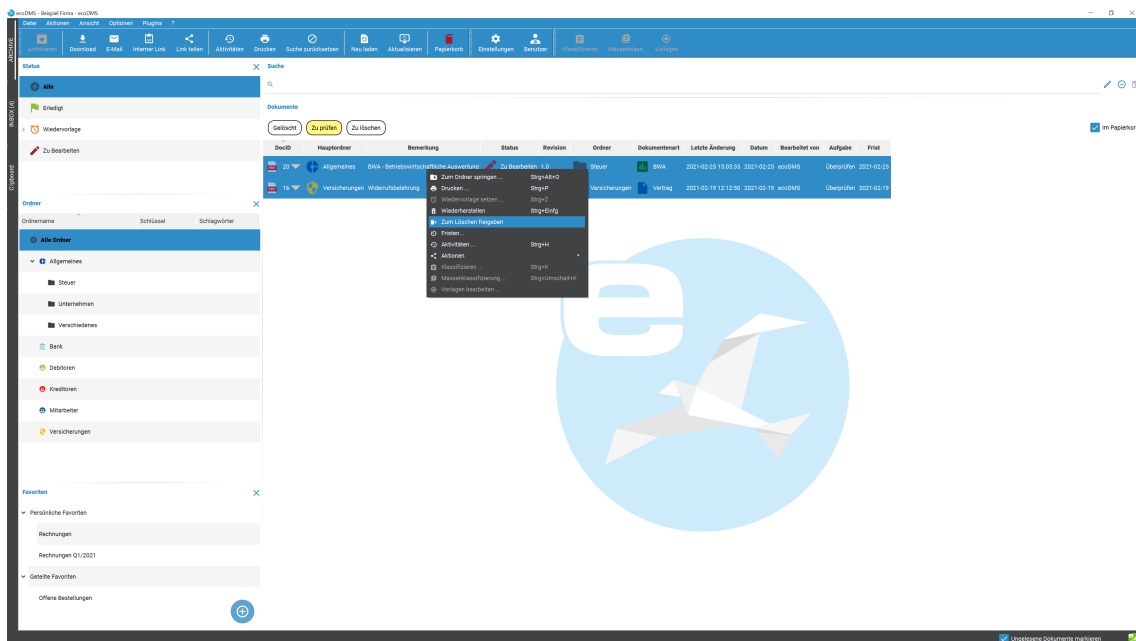 ecoDMS - Beispiel Firma - ecoDMS
Datei Aktionen Ansicht Optionen Plugins ?
Archivieren Download E-Mail Interner Link Link teilen Aktivitäten Drucken Suche zurücksetzen Neu laden Aktualisieren Papierkorb Einstellungen Benutzer Klassifizieren Massenklass. Vorlagen
ARCHIVE
INBOX (4)
Clipboard
Status
Alle
Erledigt
Wiedervorlage
Zu Bearbeiten
Ordner
Ordnername Schlüssel Schlagwörter
Alle Ordner
Allgemeines
Steuer
Unternehmen
Verschiedenes
Bank
Debitoren
Kreditoren
Mitarbeiter
Versicherungen
Favoriten
Persönliche Favoriten
Rechnungen
Rechnungen Q1/2021
Geteilte Favoriten
Offene Bestellungen
Suche
Dokumente
Gelöscht Zu prüfen Zu löschen
Im Papierkor
DocID Hauptordner Bemerkung Status Revision Ordner Dokumentenart Letzte Änderung Datum Bearbeitet von Aufgabe Frist
20 Allgemeines BWA - Betriebswirtschaftliche Auswertung Zu Bearbeiten 1.0 Steuer BWA 2021-02-25 15:03:35 2021-02-25 ecoDMS Überprüfen 2021-02-25
16 Versicherungen Widerrufsbelehrung Versicherungen Vertrag 2021-02-19 12:12:50 2021-02-19 ecoDMS Überprüfen 2021-02-19
Zum Ordner springen ... Strg+Alt+O
Drucken ... Strg+P
Wiedervorlage setzen ... Strg+Z
Wiederherstellen Strg+Einfg
Zum Löschen freigeben
Fristen...
Aktivitäten ... Strg+H
Aktionen
Klassifizieren ... Strg+K
Massenklassifizierung ... Strg+Umschalt+K
Vorlagen bearbeiten ...
e
Ungelesene Dokumente markieren